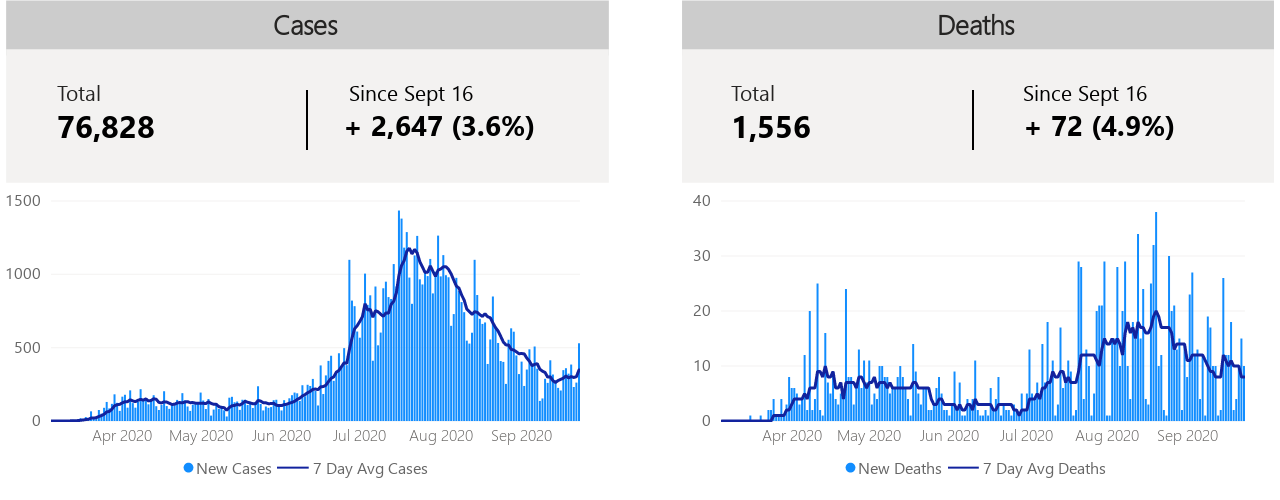 Cases
Total
76,828
Since Sept 16
+ 2,647 (3.6%)
1500
1000
500
0
Apr 2020 May 2020 Jun 2020 Jul 2020 Aug 2020 Sep 2020
New Cases 7 Day Avg Cases
Deaths
Total
1,556
Since Sept 16
+ 72 (4.9%)
40
30
20
10
0
Apr 2020 May 2020 Jun 2020 Jul 2020 Aug 2020 Sep 2020
New Deaths 7 Day Avg Deaths